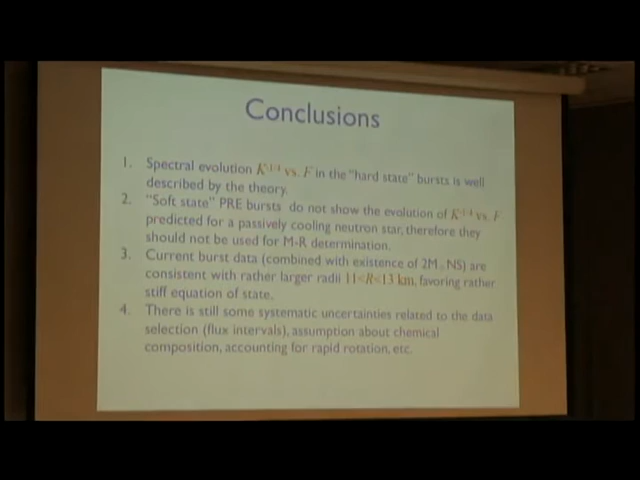 Conclusions
1. Spectral evolution K^-1/4 vs. F in the "hard state" bursts is well
described by the theory.
2. "Soft state" PRE bursts do not show the evolution of K^-1/4 vs. F
predicted for a passively cooling neutron star, therefore they
should not be used for M-R determination.
3. Current burst data (combined with existence of 2M NS) are
consistent with rather larger radii 11<R<13 km, favoring rather
stiff equation of state.
4. There is still some systematic uncertainties related to the data
selection (flux intervals), assumption about chemical
composition, accounting for rapid rotation, etc.